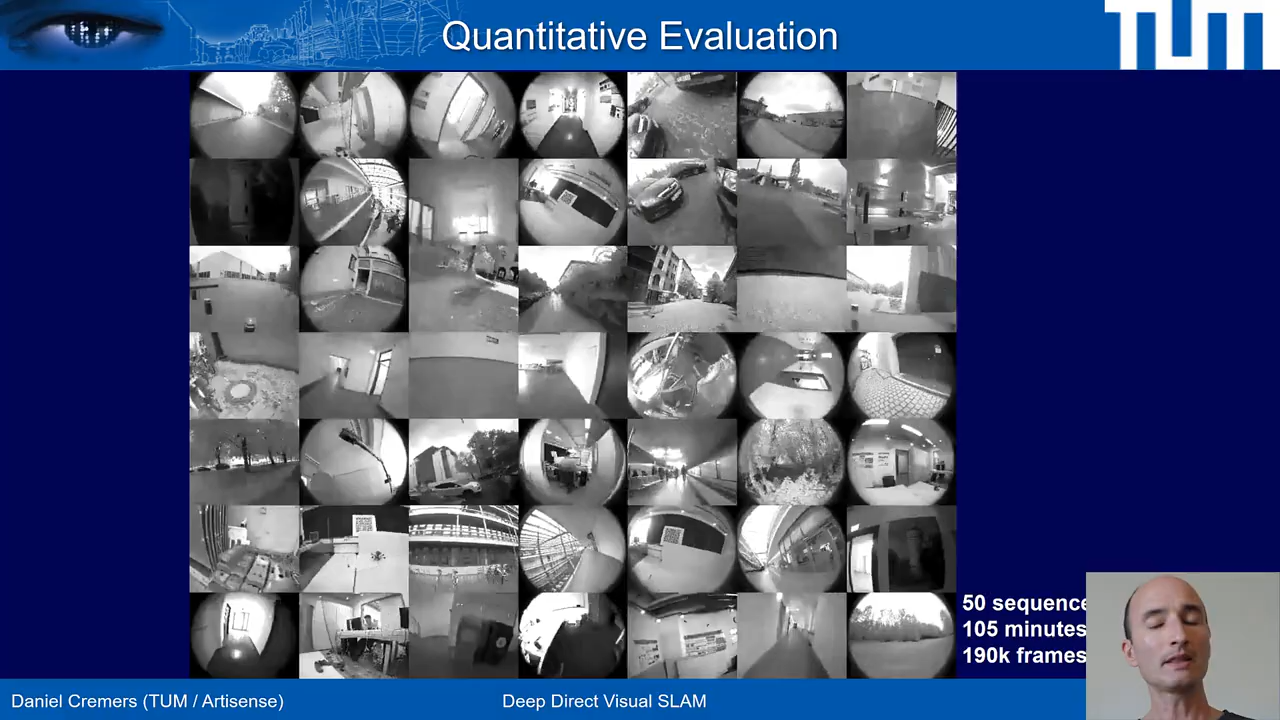 Quantitative Evaluation
TUM
50 sequence
105 minutes
190k frames
Daniel Cremers (TUM / Artisense)
Deep Direct Visual SLAM